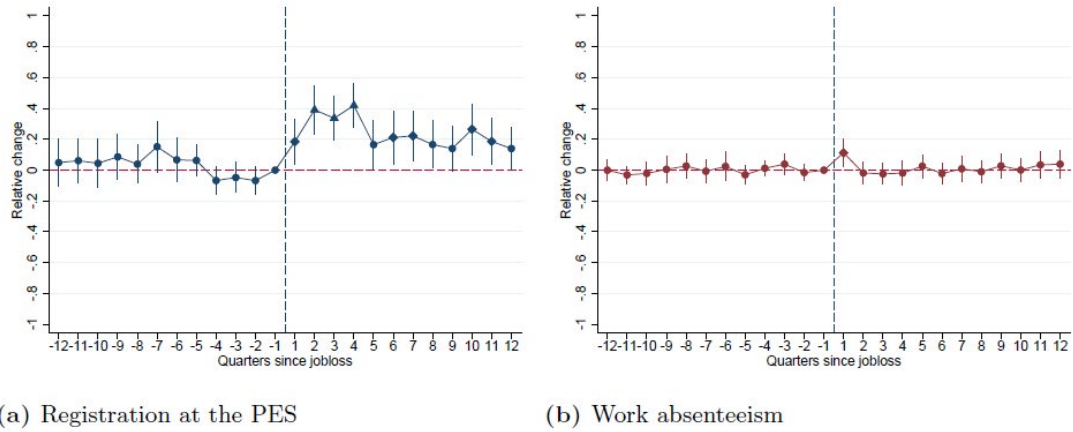 1
.8
.6
.4
.2
0
-.2
-.4
-.6
-.8
-1
Relative change
-12 -11 -10 -9 -8 -7 -6 -5 -4 -3 -2 -1 1 2 3 4 5 6 7 8 9 10 11 12
Quarters since jobloss
1
.8
.6
.4
.2
0
-.2
-.4
-.6
-.8
-1
Relative change
-12 -11 -10 -9 -8 -7 -6 -5 -4 -3 -2 -1 1 2 3 4 5 6 7 8 9 10 11 12
Quarters since jobloss
(a) Registration at the PES
(b) Work absenteeism